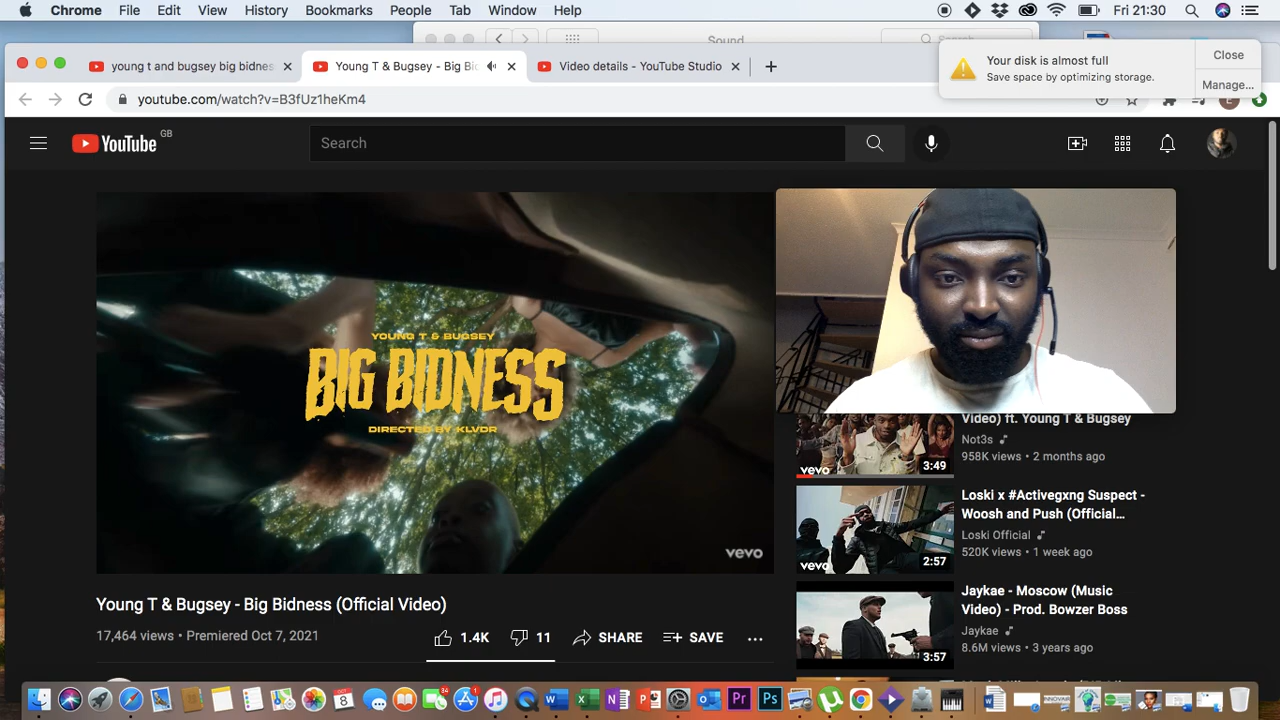 Chrome File Edit View History Bookmarks People Tab Window Help Fri 21:30
Sound
young t and bugsey big bidnes
Young T & Bugsey - Big Bi
Video details - YouTube Studio
Your disk is almost full
Save space by optimizing storage.
Close
Manage...
youtube.com/watch?v=B3fUz1heKm4
YouTube GB
Search
YOUNG T & BUGSEY
BIG BIDNESS
DIRECTED BY KLVDR
vevo
Young T & Bugsey - Big Bidness (Official Video)
17,464 views • Premiered Oct 7, 2021
1.4K
11
SHARE
SAVE
Video) ft. Young T & Bugsey
Not3s
958K views • 2 months ago
vevo
3:49
Loski x #Activegxng Suspect -
Woosh and Push (Official...
Loski Official
520K views • 1 week ago
vevo
2:57
Jaykae - Moscow (Music
Video) - Prod. Bowzer Boss
Jaykae
8.6M views • 3 years ago
3:57